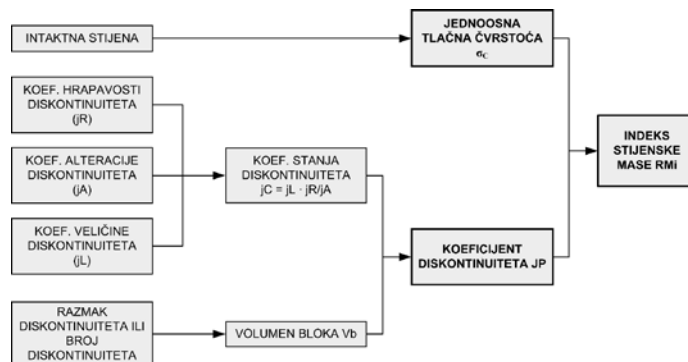 INTAKTNA STIJENA
JEDNOOSNA
TLAČNA ČVRSTOĆA
σC
KOEF. HRAPAVOSTI
DISKONTINUITETA
(jR)
KOEF. ALTERACIJE
DISKONTINUITETA
(jA)
KOEF. VELIČINE
DISKONTINUITETA
(jL)
KOEF. STANJA
DISKONTINUITETA
jC = jL · jR/jA
INDEKS
STIJENSKE
MASE RMi
KOEFICIJENT
DISKONTINUITETA JP
RAZMAK
DISKONTINUITETA ILI
BROJ
DISKONTINUITETA
VOLUMEN BLOKA Vb